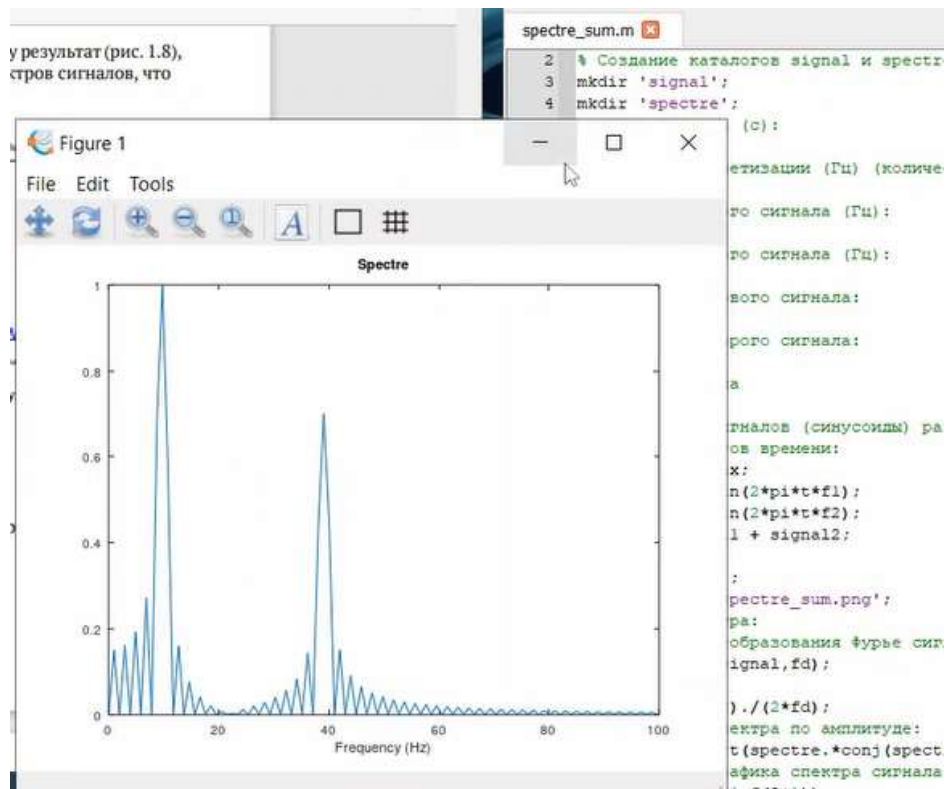 у результат (рис. 1.8),
ктров сигналов, что
spectre_sum.m
2 % Создание каталогов signal и spectre
3 mkdir 'signal';
4 mkdir 'spectre';
(с):
етизации (Гц) (количе
го сигнала (Гц):
го сигнала (Гц):
вого сигнала:
рого сигнала:
а
гналов (синусоиды) ра
ов времени:
x;
n(2*pi*t*f1);
n(2*pi*t*f2);
1 + signal2;
;
pectre_sum.png';
ра:
образования Фурье сиг
ignal,fd);
)./(2*fd);
ектра по амплитуде:
t(spectre.*conj(spect
афика спектра сигнала
Figure 1
File Edit Tools
A
Spectre
1
0.8
0.6
0.4
0.2
0
0 20 40 60 80 100
Frequency (Hz)